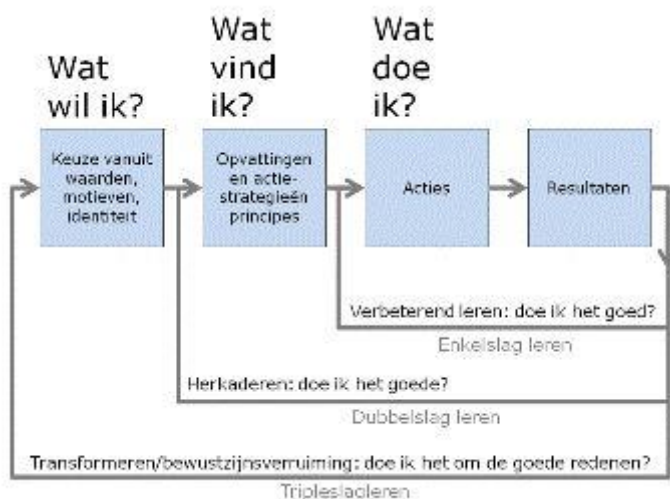 Wat
wil ik?
Wat
vind
ik?
Wat
doe
ik?
Keuze vanuit
waarden,
motieven,
identiteit
Opvattingen
en actie-
strategieën
principes
Acties
Resultaten
Verbeterend leren: doe ik het goed?
Enkelslag leren
Herkaderen: doe ik het goede?
Dubbelslag leren
Transformeren/bewustzijnsverruiming: doe ik het om de goede redenen?
Tripleslagleren